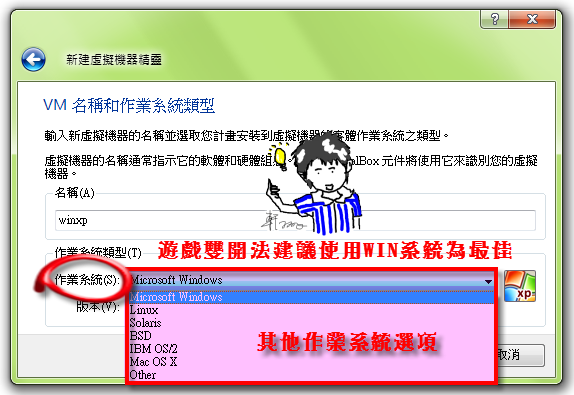 新建虛擬機器精靈
VM 名稱和作業系統類型
輸入新虛擬機器的名稱並選取您計畫安裝到虛擬機器的客體作業系統之類型。
虛擬機器的名稱通常指示它的軟體和硬體組
alBox 元件將使用它來識別您的虛擬
機器。
名稱(A)
winxp
軒
遊戲雙開法建議使用WIN系統為最佳
作業系統類型(T)
作業系統(S):
Microsoft Windows
xp
版本(V):
Microsoft Windows
Linux
Solaris
BSD
IBM OS/2
Mac OS X
Other
其他作業系統選項
取消